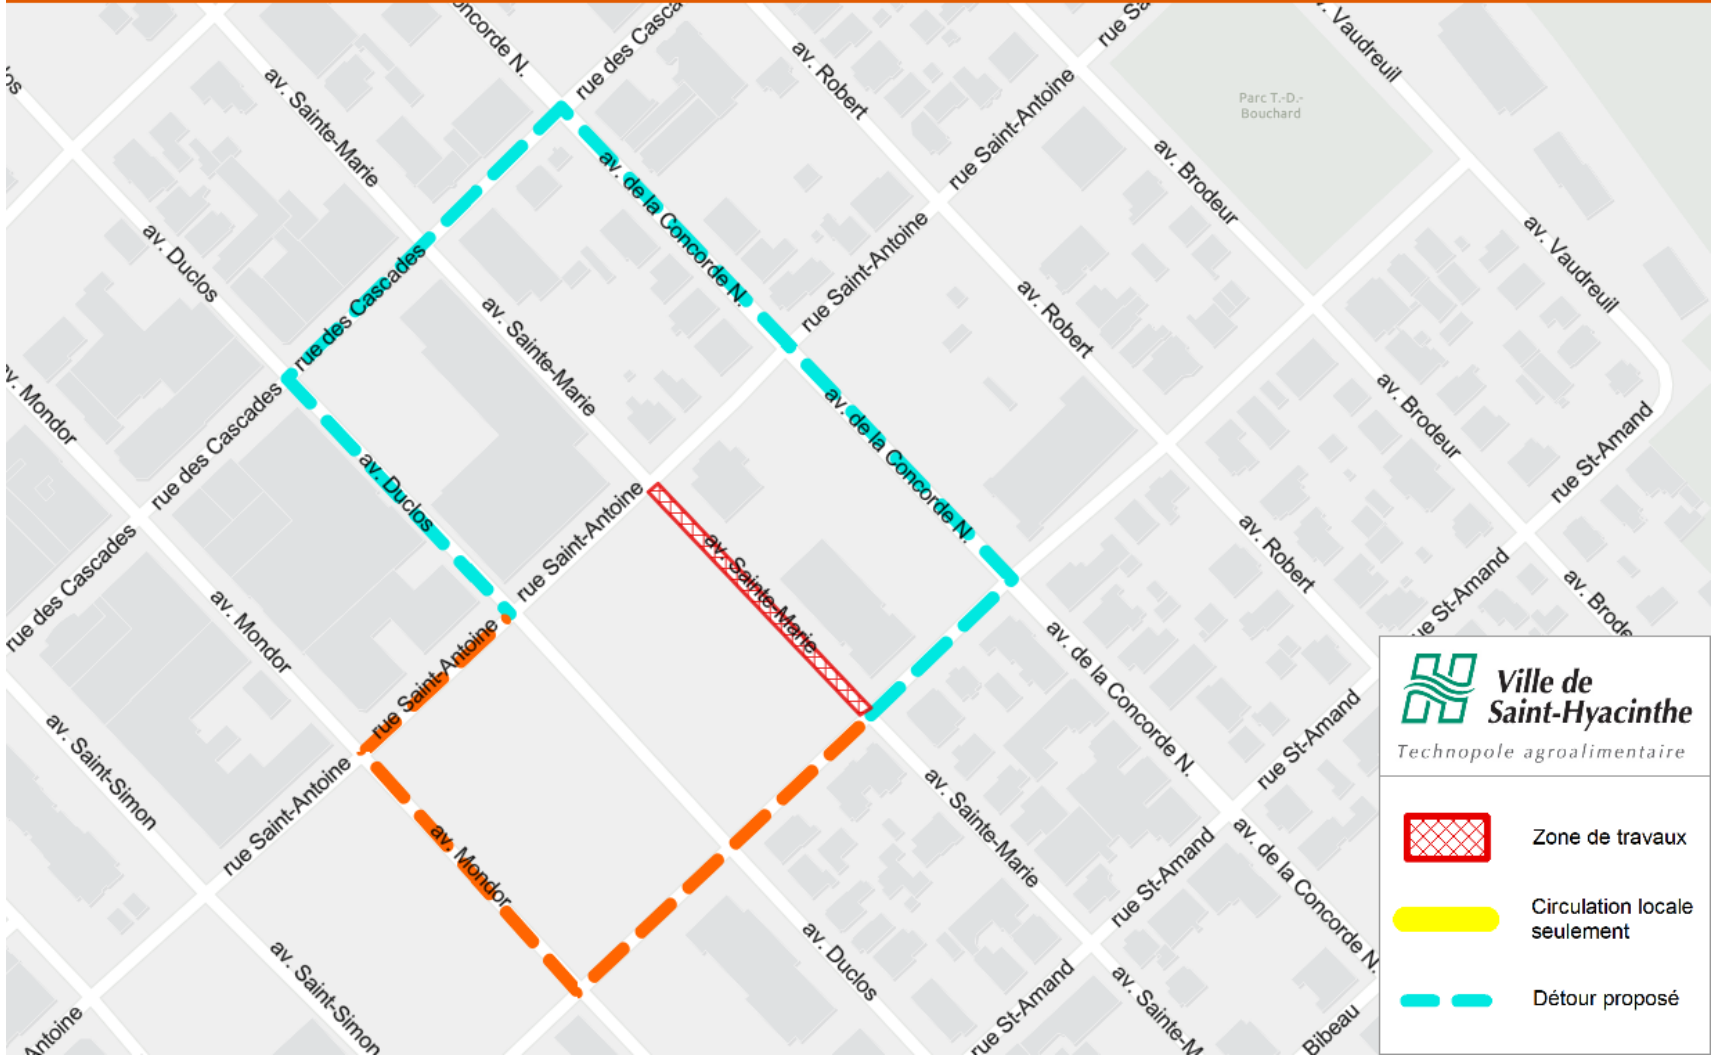 oncorde N.
rue des Casca
av. Robert
rue Sa
av. Vaudreuil
av. Sainte-Marie
rue Saint-Antoine
Parc T.-D.-
Bouchard
av. de la Concorde N.
av. Brodeur
av. Duclos
rue des Cascades
rue Saint-Antoine
av. Vaudreuil
av. Sainte-Marie
av. Robert
av. Mondor
rue des Cascades
av. Duclos
av. de la Concorde N.
av. Brodeur
rue St-Amand
rue Saint-Antoine
av. Robert
rue des Cascades
av. Mondor
av. Sainte-Marie
rue St-Amand
av. Brode
rue Saint-Antoine
av. de la Concorde N.
av. Saint-Simon
rue Saint-Antoine
av. Mondor
av. Sainte-Marie
rue St-Amand
av. de la Concorde N.
rue St-Amand
av. Saint-Simon
av. Duclos
rue St-Amand
av. Sainte-M
Bibeau
Antoine
Ville de
Saint-Hyacinthe
Technopole agroalimentaire
Zone de travaux
Circulation locale
seulement
Détour proposé